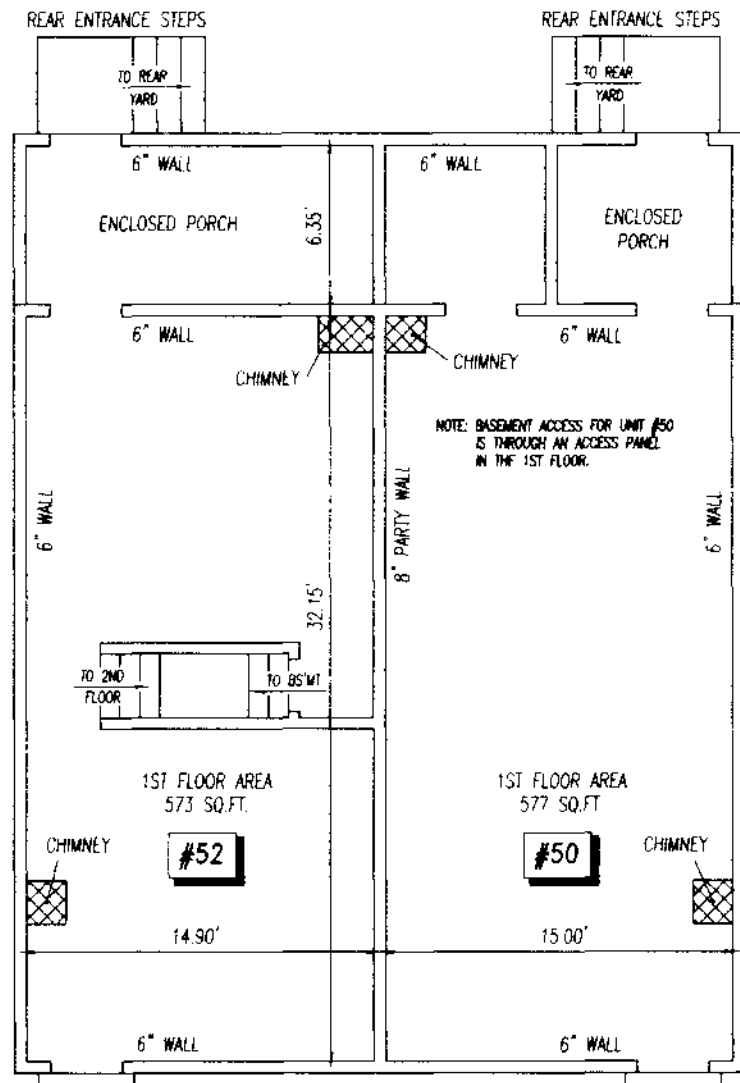 REAR ENTRANCE STEPS
REAR ENTRANCE STEPS
TO REAR
YARD
TO REAR
YARD
6" WALL
6" WALL
ENCLOSED PORCH
6.35'
ENCLOSED
PORCH
6" WALL
6" WALL
CHIMNEY
CHIMNEY
NOTE: BASEMENT ACCESS FOR UNIT #50
IS THROUGH AN ACCESS PANEL
IN THE 1ST FLOOR.
6" WALL
8" PARTY WALL
6" WALL
32.15'
TO 2ND
FLOOR
TO BS'MT
1ST FLOOR AREA
573 SQ.FT.
1ST FLOOR AREA
577 SQ.FT
CHIMNEY
#52
#50
CHIMNEY
14.90'
15.00'
6" WALL
6" WALL